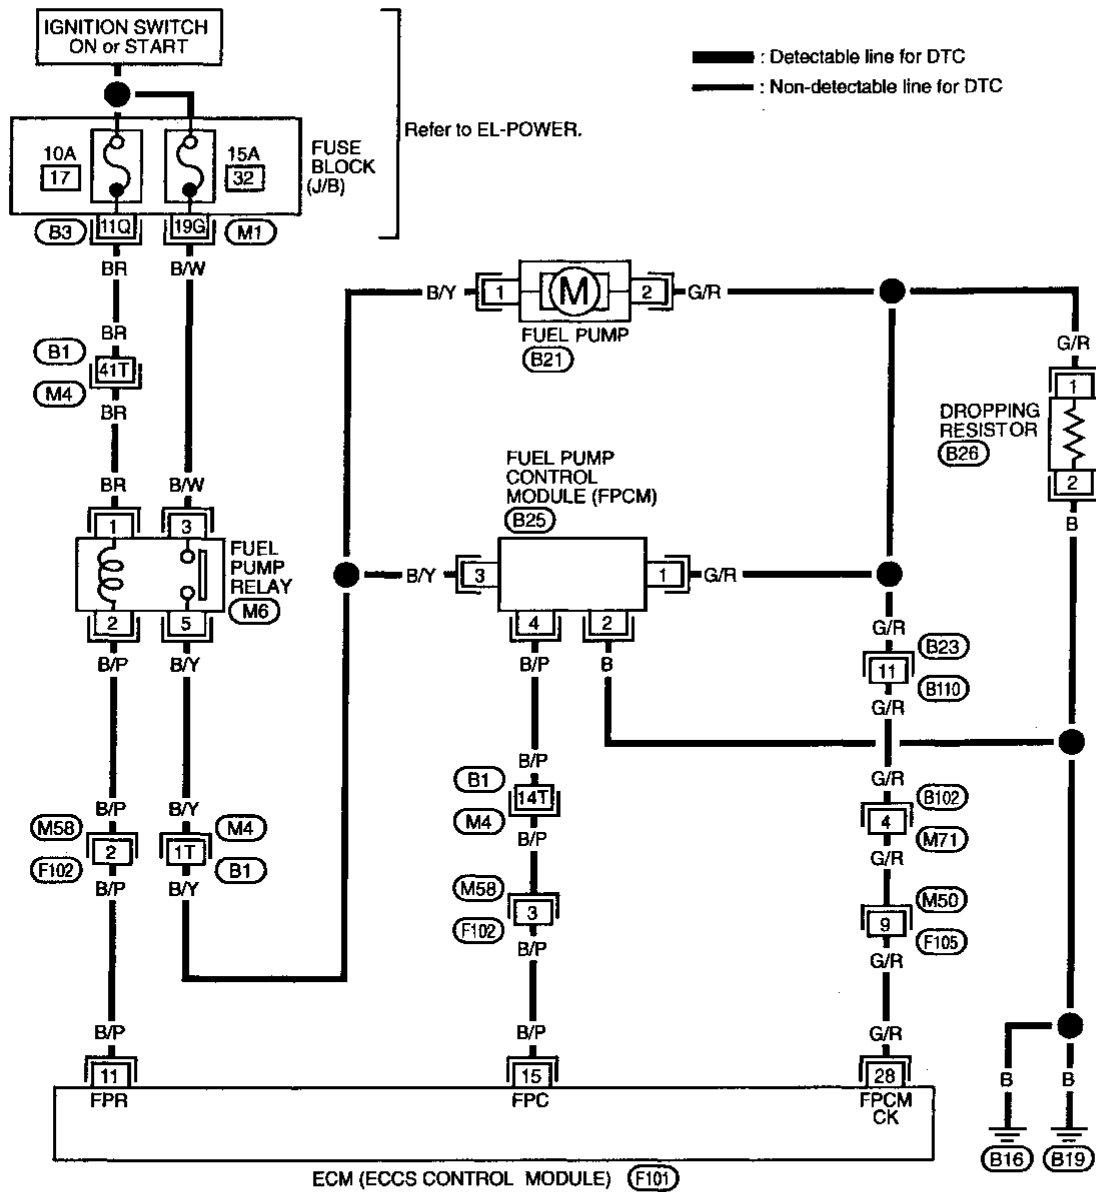 IGNITION SWITCH
ON or START
: Detectable line for DTC
: Non-detectable line for DTC
Refer to EL-POWER.
10A
17
15A
32
FUSE
BLOCK
(J/B)
B3
11Q
19G
M1
BR
B/W
B/Y
1
M
2
G/R
FUEL PUMP
B21
BR
B1
41T
M4
BR
G/R
1
DROPPING
RESISTOR
B26
2
B
FUEL PUMP
CONTROL
MODULE (FPCM)
B25
BR
B/W
1
3
FUEL
PUMP
RELAY
M6
2
5
B/P
B/Y
B/Y
3
1
G/R
4
2
B/P
B
G/R
B23
11
B110
G/R
B/P
B1
14T
M4
B/P
G/R
B102
4
M71
G/R
B/P
B/Y
M58
2
F102
M4
1T
B1
B/P
B/Y
M58
3
F102
B/P
M50
9
F105
G/R
B/P
B/P
G/R
11
15
28
FPR
FPC
FPCM
CK
B
B
B16
B19
ECM (ECCS CONTROL MODULE)
F101